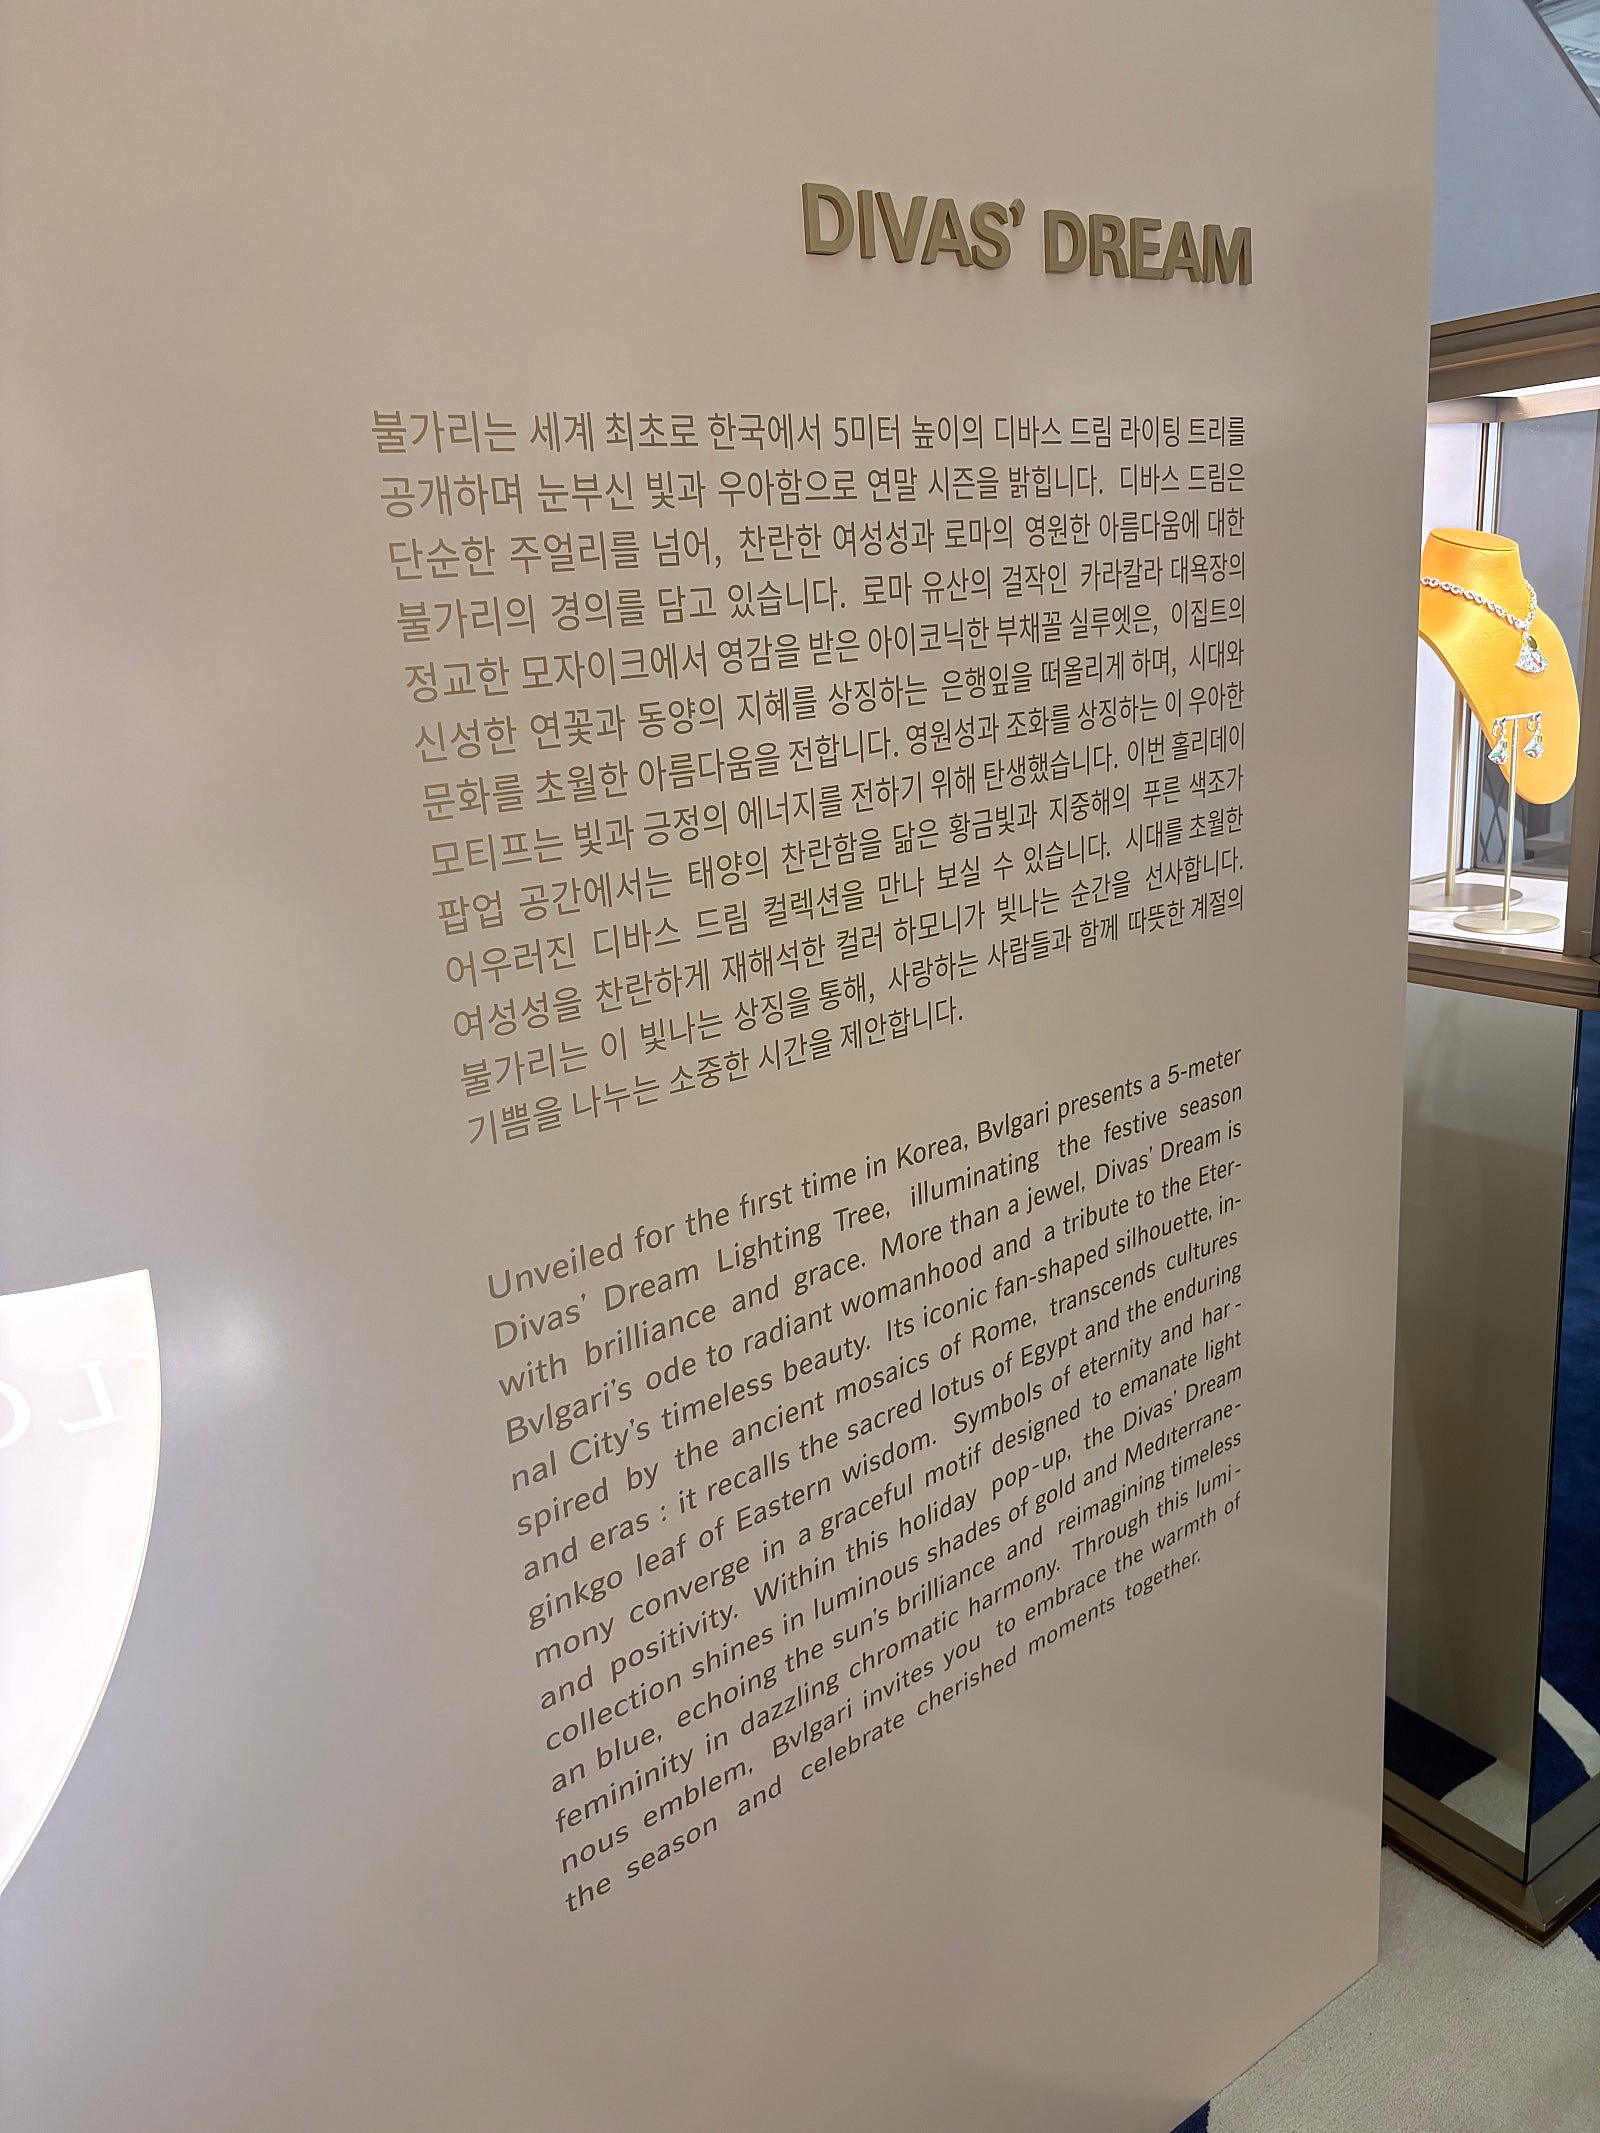 DIVAS' DREAM
불가리는 세계 최초로 한국에서 5미터 높이의 디바스 드림 라이팅 트리를
공개하며 눈부신 빛과 우아함으로 연말 시즌을 밝힙니다. 디바스 드림은
단순한 주얼리를 넘어, 찬란한 여성성과 로마의 영원한 아름다움에 대한
불가리의 경의를 담고 있습니다. 로마 유산의 걸작인 카라칼라 대욕장의
정교한 모자이크에서 영감을 받은 아이코닉한 부채꼴 실루엣은, 이집트의
신성한 연꽃과 동양의 지혜를 상징하는 은행잎을 떠올리게 하며, 시대와
문화를 초월한 아름다움을 전합니다. 영원성과 조화를 상징하는 이 우아한
모티프는 빛과 긍정의 에너지를 전하기 위해 탄생했습니다. 이번 홀리데이
팝업 공간에서는 태양의 찬란함을 닮은 황금빛과 지중해의 푸른 색조가
어우러진 디바스 드림 컬렉션을 만나 보실 수 있습니다. 시대를 초월한
여성성을 찬란하게 재해석한 컬러 하모니가 빛나는 순간을 선사합니다.
불가리는 이 빛나는 상징을 통해, 사랑하는 사람들과 함께 따뜻한 계절의
기쁨을 나누는 소중한 시간을 제안합니다.
Unveiled for the first time in Korea, Bvlgari presents a 5-meter
Divas' Dream Lighting Tree, illuminating the festive season
with brilliance and grace. More than a jewel, Divas' Dream is
Bvlgari's ode to radiant womanhood and a tribute to the Eter-
nal City's timeless beauty. Its iconic fan-shaped silhouette, in-
spired by the ancient mosaics of Rome, transcends cultures
and eras : it recalls the sacred lotus of Egypt and the enduring
ginkgo leaf of Eastern wisdom. Symbols of eternity and har-
mony converge in a graceful motif designed to emanate light
and positivity. Within this holiday pop-up, the Divas' Dream
collection shines in luminous shades of gold and Mediterrane-
an blue, echoing the sun's brilliance and reimagining timeless
femininity in dazzling chromatic harmony. Through this lumi-
nous emblem, Bvlgari invites you to embrace the warmth of
the season and celebrate cherished moments together.